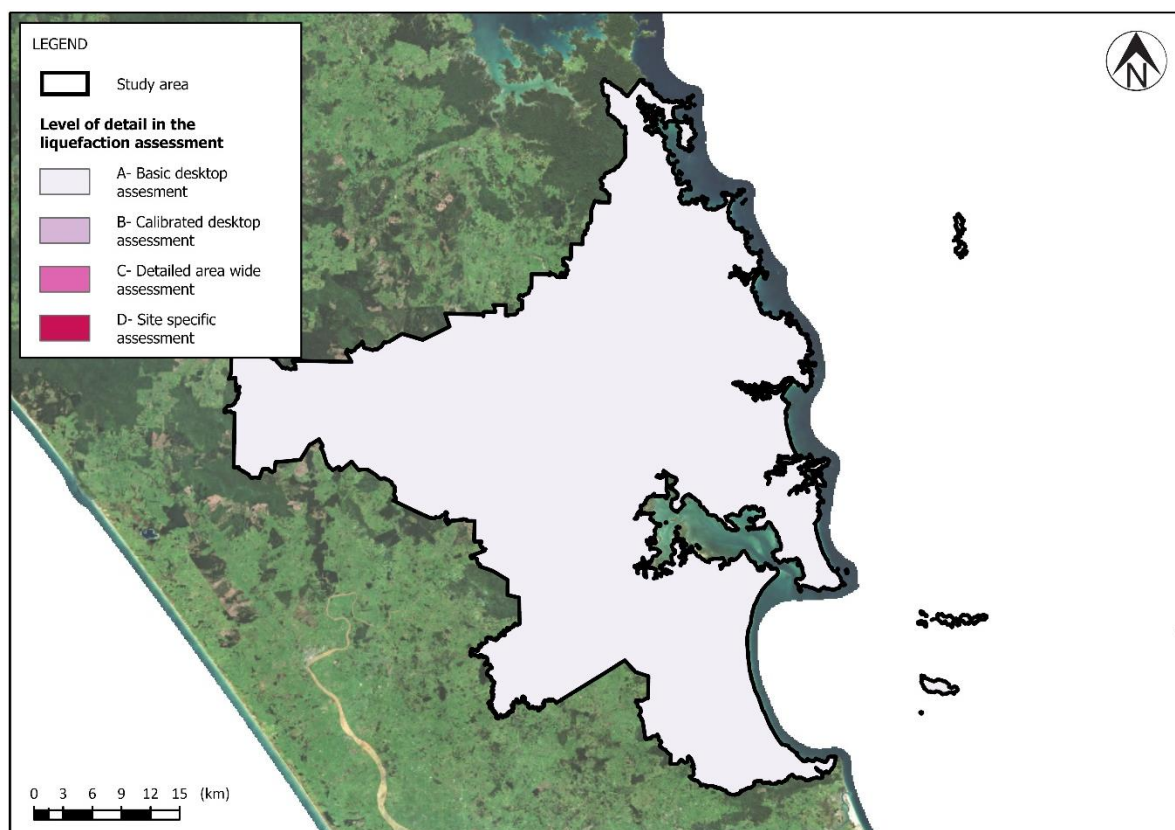 LEGEND
Study area
Level of detail in the
liquefaction assessment
A- Basic desktop
assesment
B- Calibrated desktop
assessment
C- Detailed area wide
assessment
D- Site specific
assessment
N
0 3 6 9 12 15 (km)